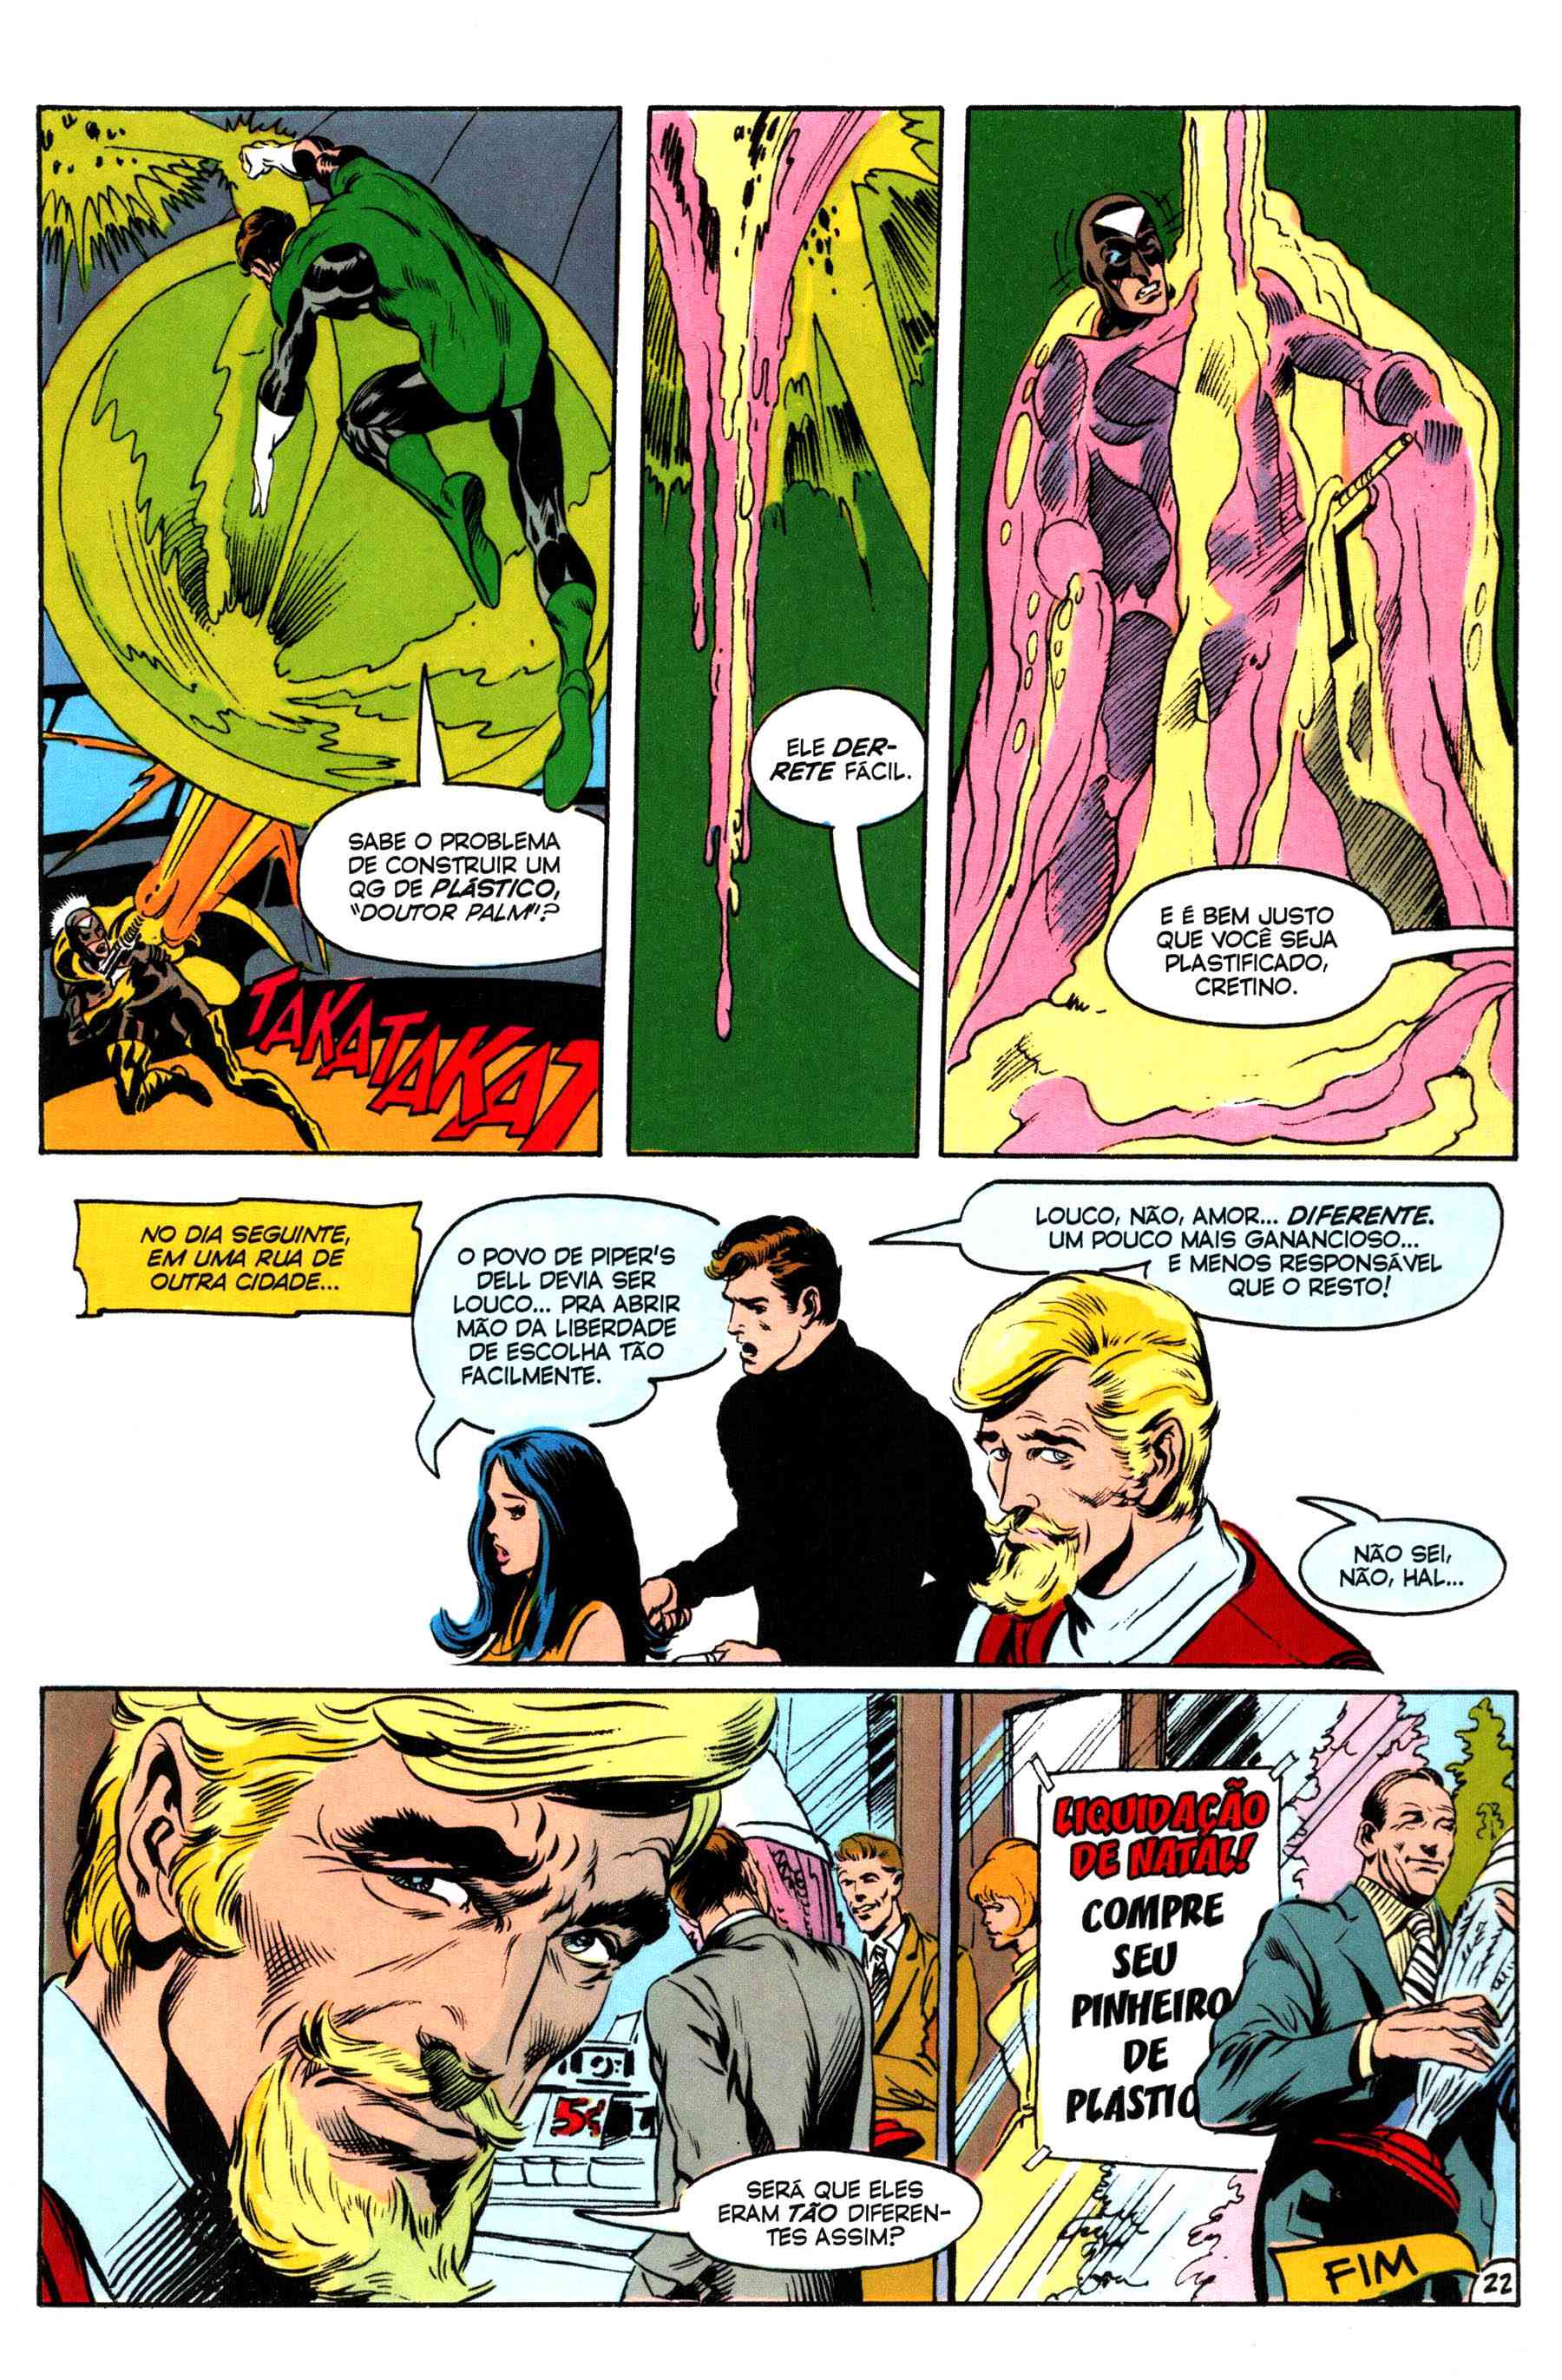 SABE O PROBLEMA
DE CONSTRUIR UM
QG DE PLÁSTICO,
"DOUTOR PALM"?
TAKATAKAT
ELE DER-
RETE FÁCIL.
E É BEM JUSTO
QUE VOCÊ SEJA
PLASTIFICADO,
CRETINO.
NO DIA SEGUINTE,
EM UMA RUA DE
OUTRA CIDADE...
O POVO DE PIPER'S
DELL DEVIA SER
LOUCO... PRA ABRIR
MÃO DA LIBERDADE
DE ESCOLHA TÃO
FACILMENTE.
LOUCO, NÃO, AMOR... DIFERENTE.
UM POUCO MAIS GANANCIOSO...
E MENOS RESPONSÁVEL
QUE O RESTO!
NÃO SEI,
NÃO, HAL...
LIQUIDAÇÃO
DE NATAL!
COMPRE
SEU
PINHEIRO
DE
PLÁSTICO
5¢
SERÁ QUE ELES
ERAM TÃO DIFEREN-
TES ASSIM?
FIM
22